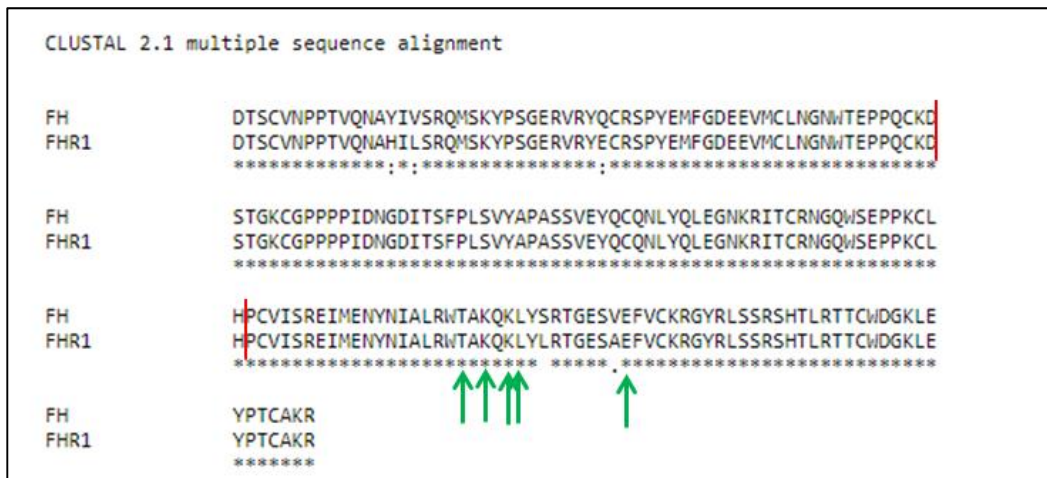 CLUSTAL 2.1 multiple sequence alignment
FH DTSCVNPPTVQNAYIVSRQMSKYPSGERVRYQCRSPYEMFGDEEVMCLNGNWTEPPQCKD
FHR1 DTSCVNPPTVQNAHILSRQMSKYPSGERVRYECRSPYEMFGDEEVMCLNGNWTEPPQCKD
*************:*:***************:****************************
FH STGKCGPPPPIDNGDITSFPLSVYAPASSVEYQCQNLYQLEGNKRITCRNGQWSEPPKCL
FHR1 STGKCGPPPPIDNGDITSFPLSVYAPASSVEYQCQNLYQLEGNKRITCRNGQWSEPPKCL
************************************************************
FH HPCVISREIMENYNIALRWTAKQKLYSRTGESVEFVCKRGYRLSSRSHTLRTTCWDGKLE
FHR1 HPCVISREIMENYNIALRWTAKQKLYLRTGESAEFVCKRGYRLSSRSHTLRTTCWDGKLE
************************** *****.***************************
FH YPTCAKR
FHR1 YPTCAKR
*******